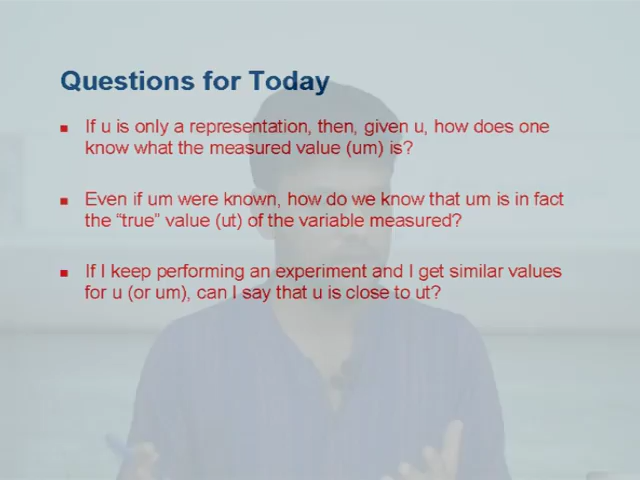 Questions for Today
If u is only a representation, then, given u, how does one
know what the measured value (um) is?
Even if um were known, how do we know that um is in fact
the “true” value (ut) of the variable measured?
If I keep performing an experiment and I get similar values
for u (or um), can I say that u is close to ut?